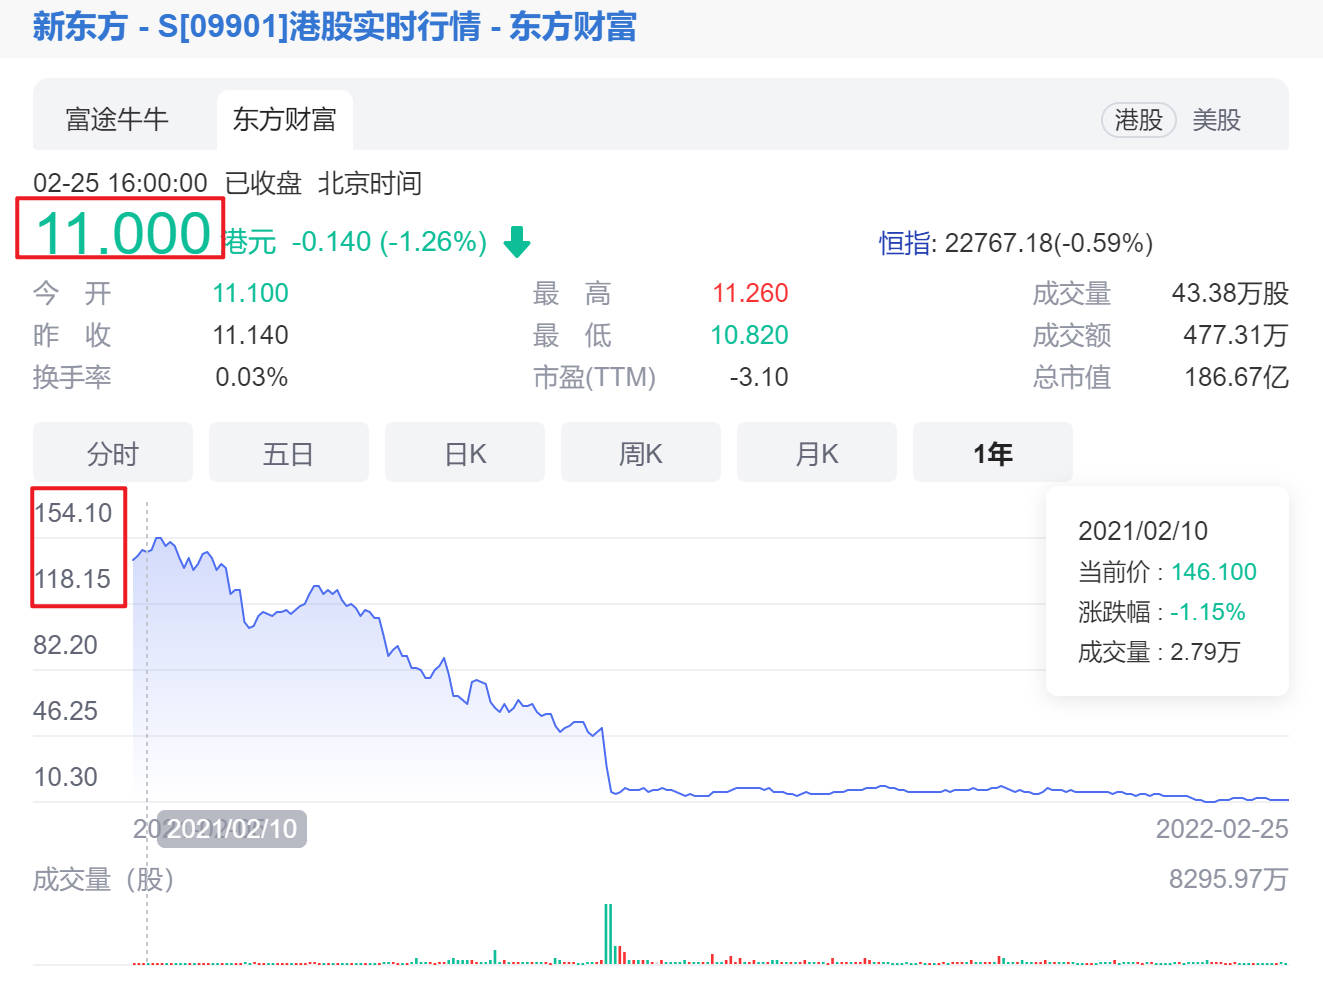 新东方 - S[09901]港股实时行情 - 东方财富
富途牛牛 东方财富 港股 美股
02-25 16:00:00 已收盘 北京时间
11.000 港元 -0.140 (-1.26%) 恒指: 22767.18(-0.59%)
今 开 11.100 最 高 11.260 成交量 43.38万股
昨 收 11.140 最 低 10.820 成交额 477.31万
换手率 0.03% 市盈(TTM) -3.10 总市值 186.67亿
分时 五日 日K 周K 月K 1年
154.10
2021/02/10
当前价 : 146.100
118.15
涨跌幅 : -1.15%
82.20
成交量 : 2.79万
46.25
10.30
2021/02/10 2022-02-25
成交量（股） 8295.97万